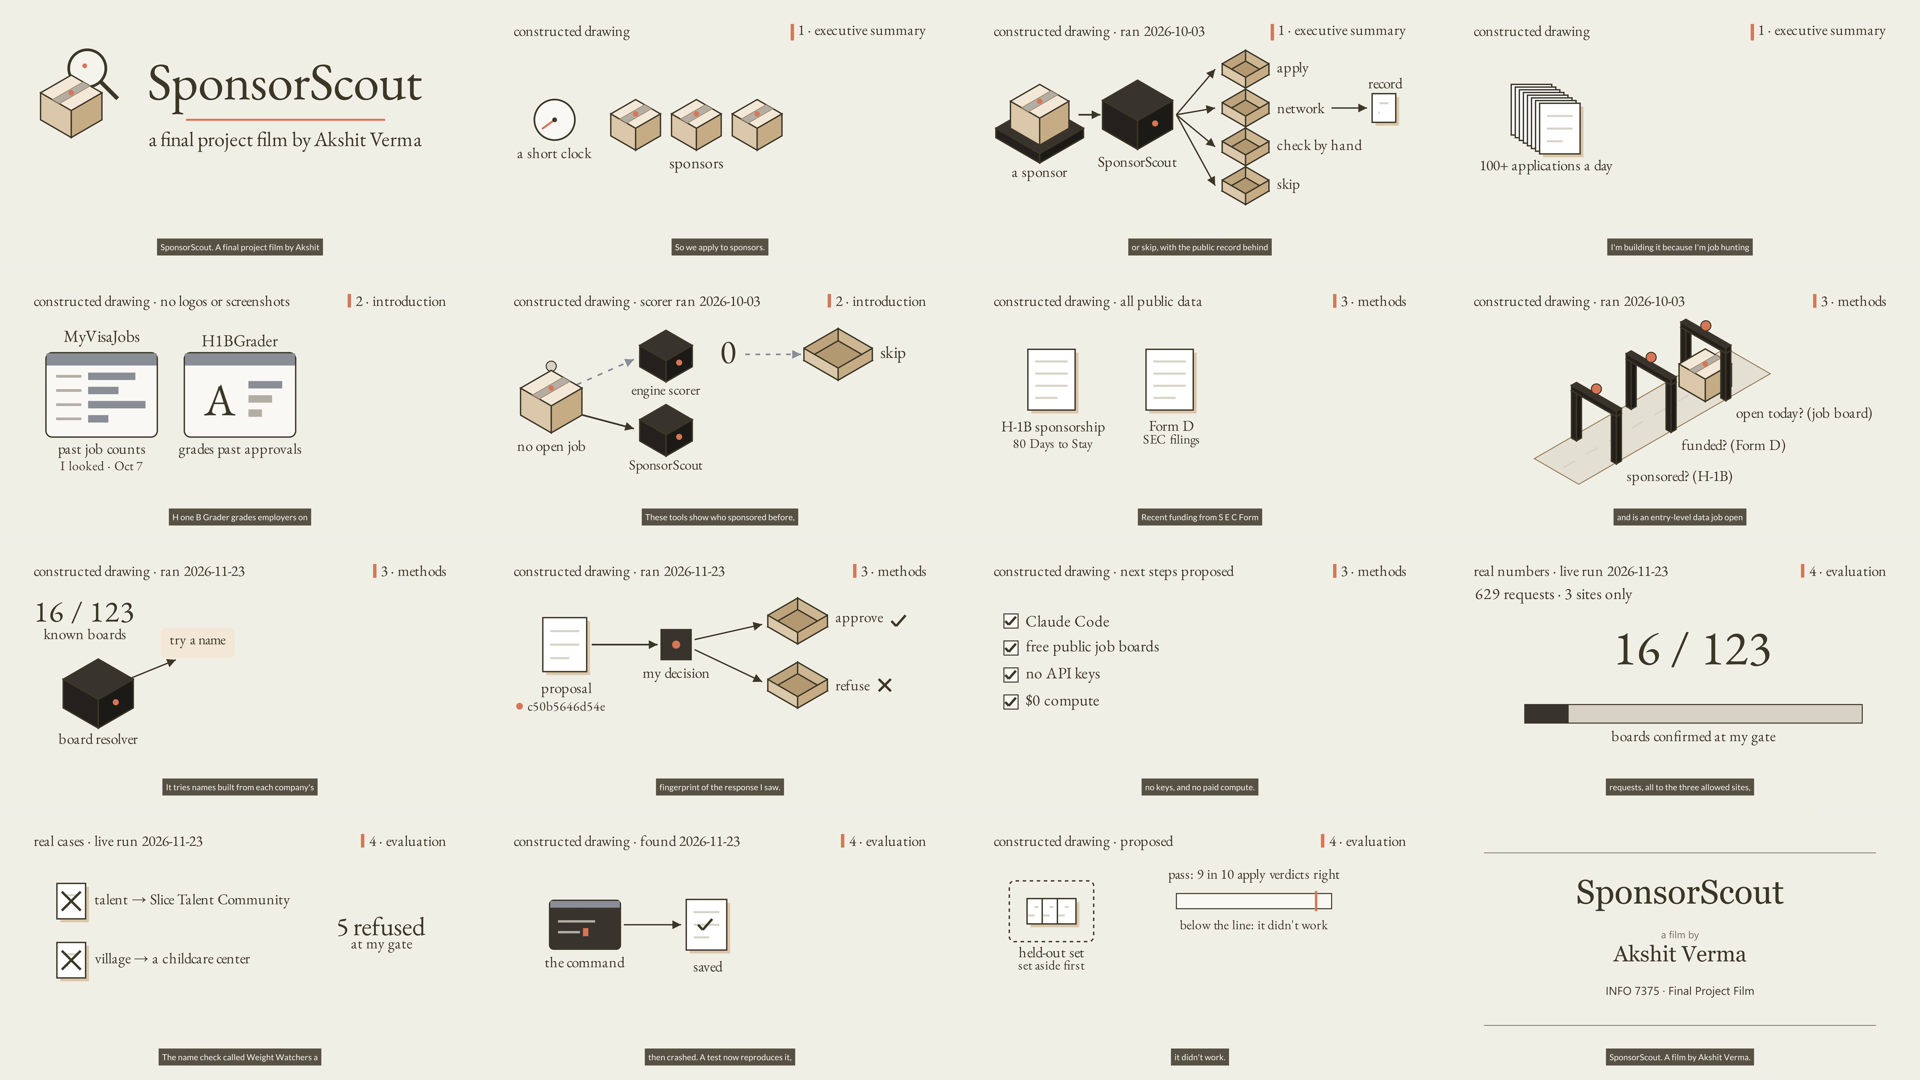 SponsorScout
a final project film by Akshit Verma
SponsorScout. A final project film by Akshit
constructed drawing
1 · executive summary
a short clock
sponsors
So we apply to sponsors.
constructed drawing · ran 2026-10-03
1 · executive summary
a sponsor
SponsorScout
apply
network
check by hand
skip
record
or skip, with the public record behind
constructed drawing
1 · executive summary
100+ applications a day
I'm building it because I'm job hunting
constructed drawing · no logos or screenshots
2 · introduction
MyVisaJobs
H1BGrader
A
past job counts
I looked · Oct 7
grades past approvals
H one B Grader grades employers on
constructed drawing · scorer ran 2026-10-03
2 · introduction
no open job
engine scorer
SponsorScout
0
skip
These tools show who sponsored before,
constructed drawing · all public data
3 · methods
H-1B sponsorship
80 Days to Stay
Form D
SEC filings
Recent funding from S E C Form
constructed drawing · ran 2026-10-03
3 · methods
open today? (job board)
funded? (Form D)
sponsored? (H-1B)
and is an entry-level data job open
constructed drawing · ran 2026-11-23
3 · methods
16 / 123
known boards
try a name
board resolver
It tries names built from each company's
constructed drawing · ran 2026-11-23
3 · methods
proposal
c50b5646d54e
my decision
approve
refuse
fingerprint of the response I saw.
constructed drawing · next steps proposed
3 · methods
Claude Code
free public job boards
no API keys
$0 compute
no keys, and no paid compute.
real numbers · live run 2026-11-23
4 · evaluation
629 requests · 3 sites only
16 / 123
boards confirmed at my gate
requests, all to the three allowed sites,
real cases · live run 2026-11-23
4 · evaluation
talent → Slice Talent Community
village → a childcare center
5 refused
at my gate
The name check called Weight Watchers a
constructed drawing · found 2026-11-23
4 · evaluation
the command
saved
then crashed. A test now reproduces it,
constructed drawing · proposed
4 · evaluation
held-out set
set aside first
pass: 9 in 10 apply verdicts right
below the line: it didn't work
it didn't work.
SponsorScout
a film by
Akshit Verma
INFO 7375 · Final Project Film
SponsorScout. A film by Akshit Verma.